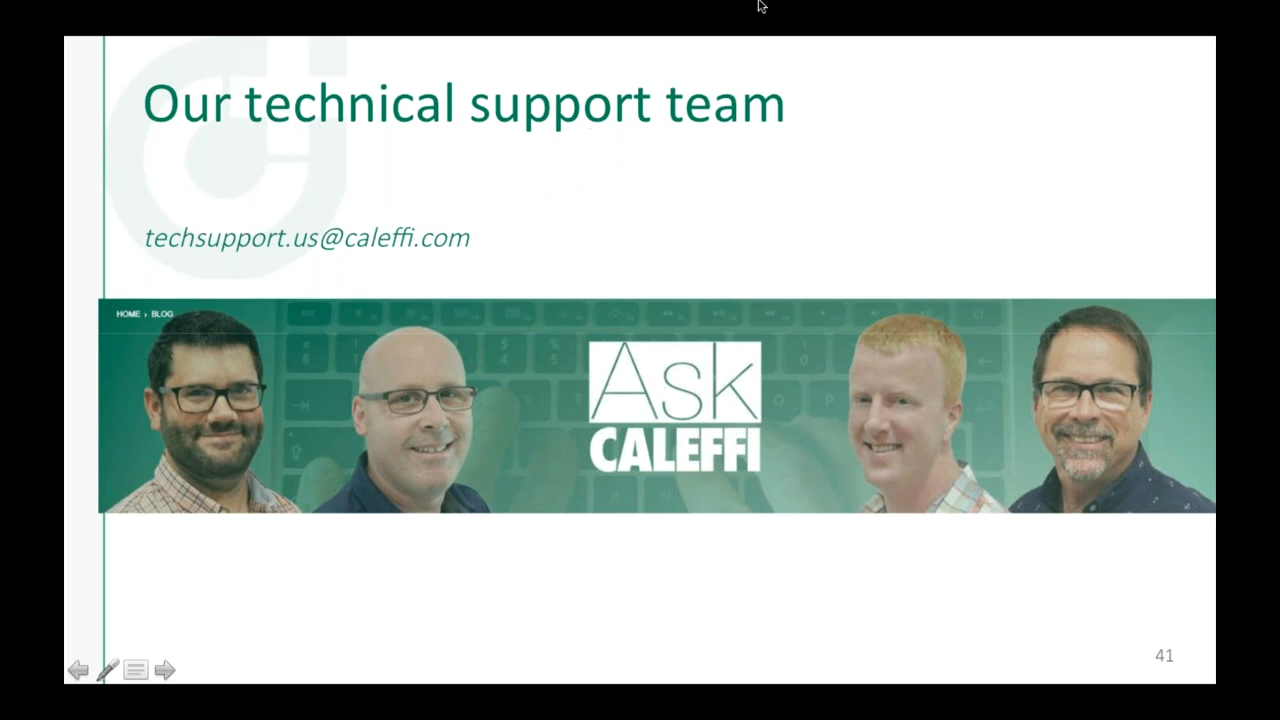 Our technical support team
techsupport.us@caleffi.com
HOME › BLOG
Ask
CALEFFI
41